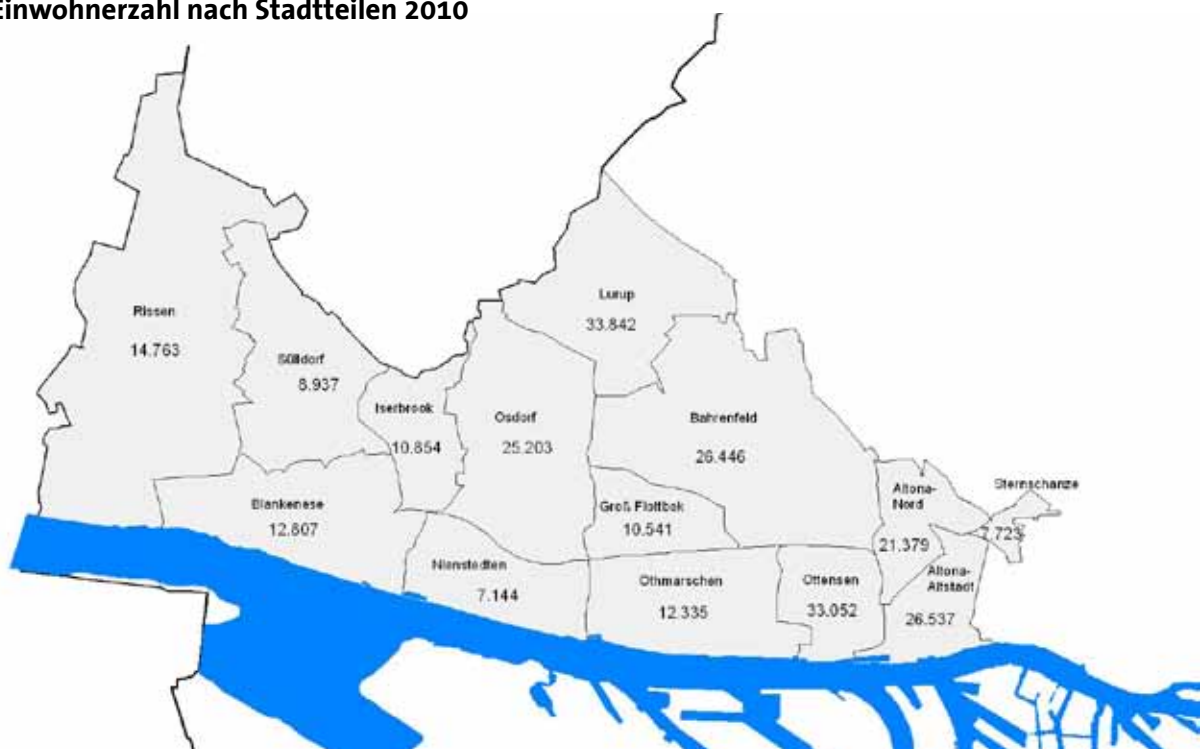 Einwohnerzahl nach Stadtteilen 2010
Rissen
14.763
Sülldorf
8.937
Iserbrook
10.854
Osdorf
25.203
Lurup
33.842
Bahrenfeld
26.446
Blankenese
12.807
Nienstedten
7.144
Groß Flottbek
10.541
Othmarschen
12.335
Ottensen
33.052
Altona-
Nord
21.379
Sternschanze
7.723
Altona-
Altstadt
26.537